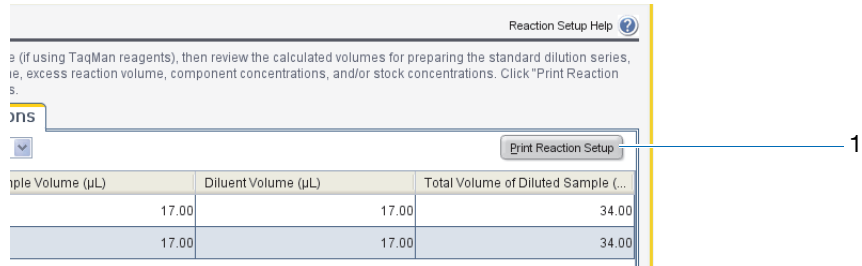 Reaction Setup Help ?
e (if using TaqMan reagents), then review the calculated volumes for preparing the standard dilution series,
ne, excess reaction volume, component concentrations, and/or stock concentrations. Click "Print Reaction
s.
ons
Print Reaction Setup
1
nple Volume (µL) Diluent Volume (µL) Total Volume of Diluted Sample (...
17.00 17.00 34.00
17.00 17.00 34.00